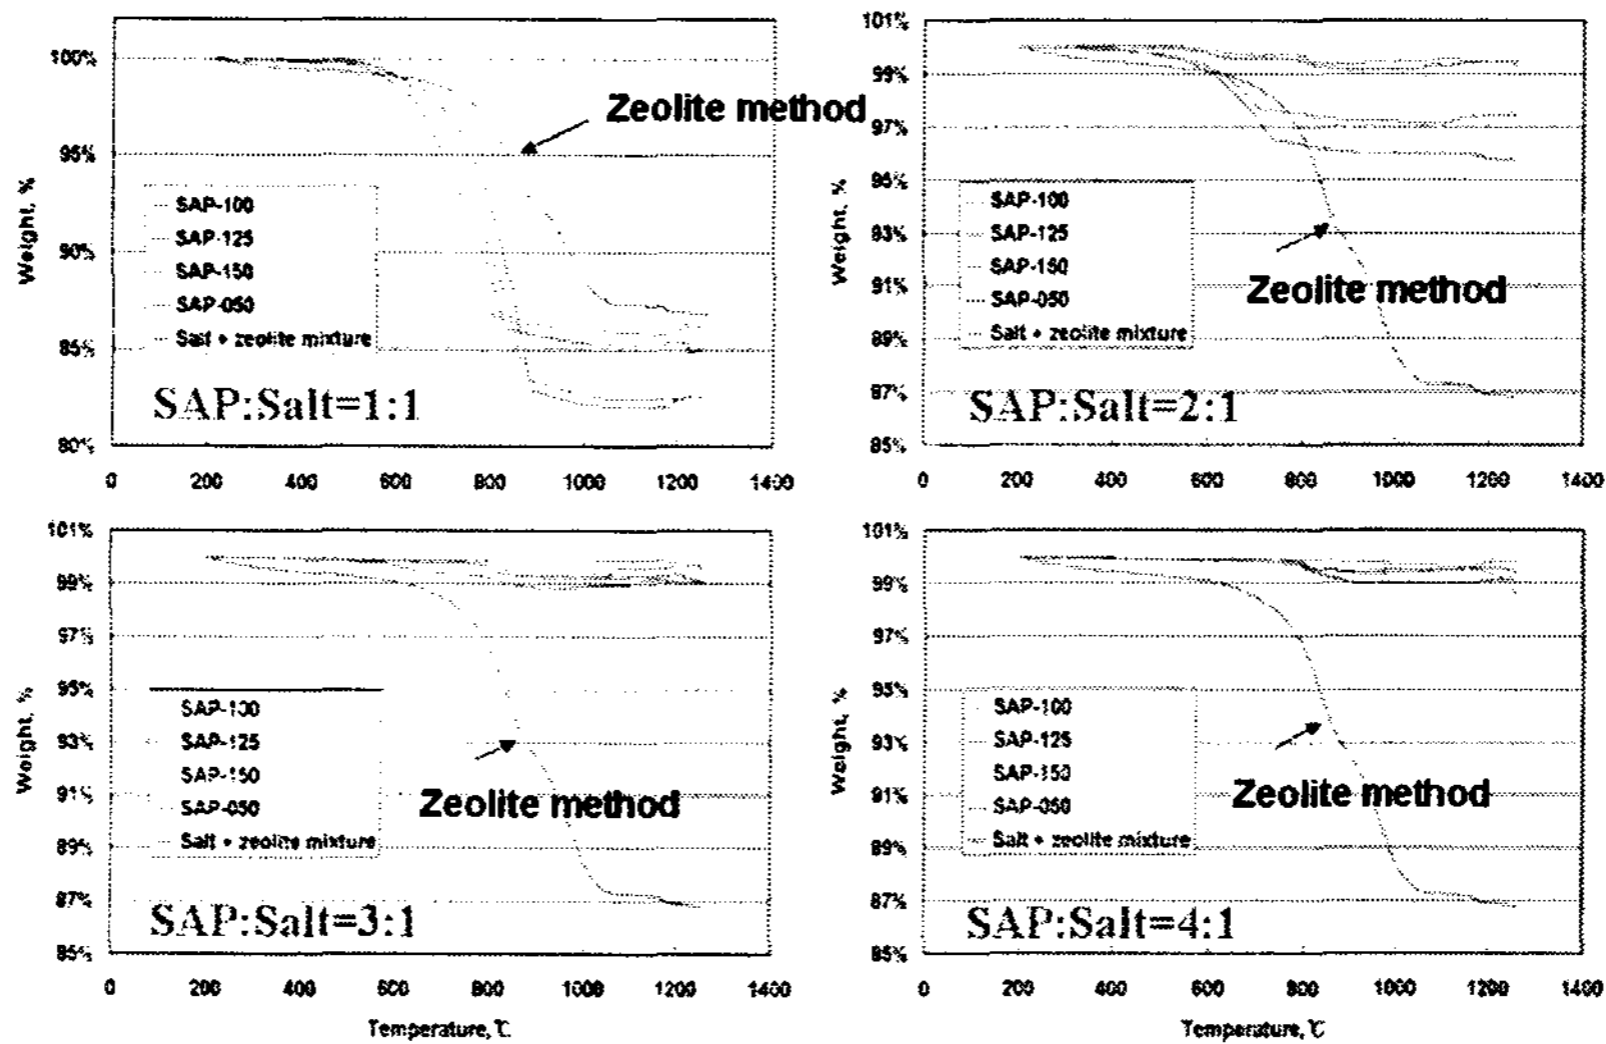 100%
95%
90%
85%
80%
Weight, %
Zeolite method
SAP-100
SAP-125
SAP-150
SAP-050
Salt + zeolite mixture
SAP:Salt=1:1
0 200 400 600 800 1000 1200 1400
101%
99%
97%
95%
93%
91%
89%
87%
85%
Weight, %
SAP-100
SAP-125
SAP-150
SAP-050
Salt + zeolite mixture
Zeolite method
SAP:Salt=2:1
0 200 400 600 800 1000 1200 1400
101%
99%
97%
95%
93%
91%
89%
87%
85%
Weight, %
SAP-100
SAP-125
SAP-150
SAP-050
Salt + zeolite mixture
Zeolite method
SAP:Salt=3:1
0 200 400 600 800 1000 1200 1400
Temperature, ℃
101%
99%
97%
95%
93%
91%
89%
87%
85%
Weight, %
SAP-100
SAP-125
SAP-150
SAP-050
Salt + zeolite mixture
Zeolite method
SAP:Salt=4:1
0 200 400 600 800 1000 1200 1400
Temperature, ℃